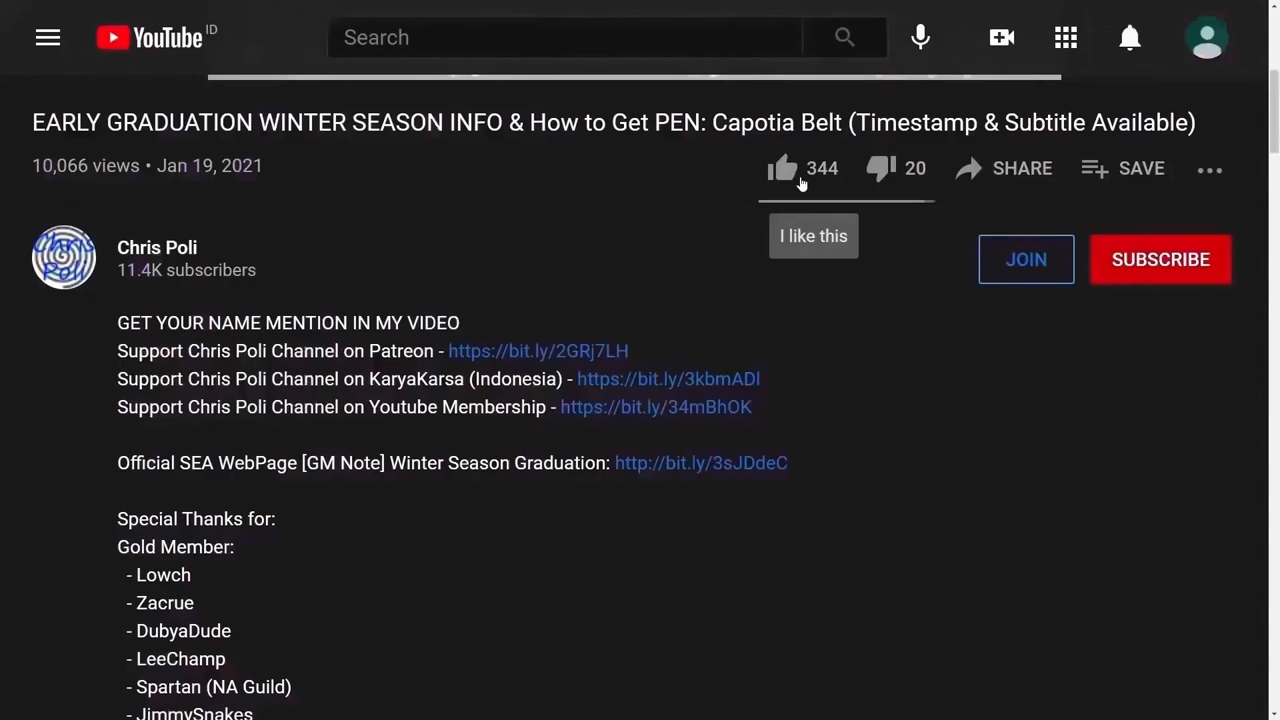 YouTube ID
Search
EARLY GRADUATION WINTER SEASON INFO & How to Get PEN: Capotia Belt (Timestamp & Subtitle Available)
10,066 views • Jan 19, 2021
344
20
SHARE
SAVE
I like this
Chris Poli
Chris Poli
11.4K subscribers
JOIN
SUBSCRIBE
GET YOUR NAME MENTION IN MY VIDEO
Support Chris Poli Channel on Patreon - https://bit.ly/2GRj7LH
Support Chris Poli Channel on KaryaKarsa (Indonesia) - https://bit.ly/3kbmADl
Support Chris Poli Channel on Youtube Membership - https://bit.ly/34mBhOK
Official SEA WebPage [GM Note] Winter Season Graduation: http://bit.ly/3sJDdeC
Special Thanks for:
Gold Member:
- Lowch
- Zacrue
- DubyaDude
- LeeChamp
- Spartan (NA Guild)
- JimmySnakes